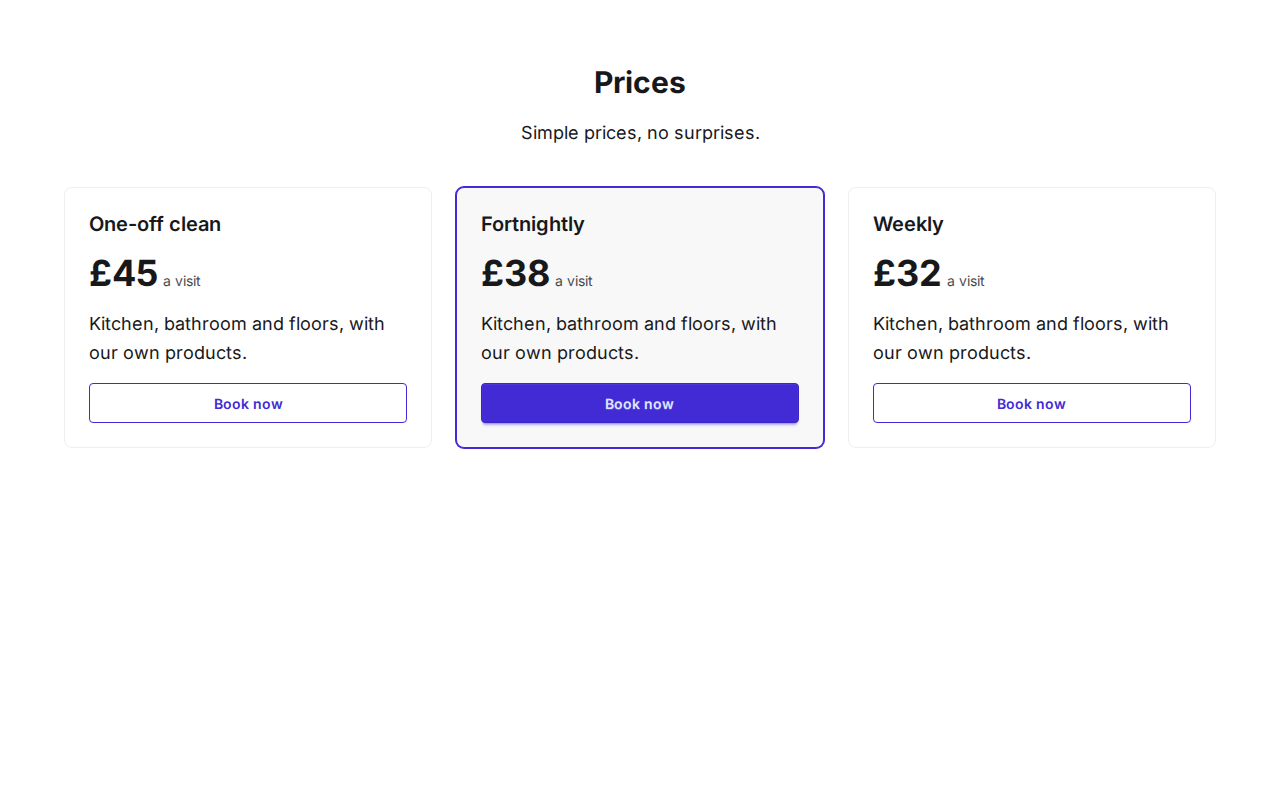 Prices
Simple prices, no surprises.
One-off clean
£45 a visit
Kitchen, bathroom and floors, with
our own products.
Book now
Fortnightly
£38 a visit
Kitchen, bathroom and floors, with
our own products.
Book now
Weekly
£32 a visit
Kitchen, bathroom and floors, with
our own products.
Book now